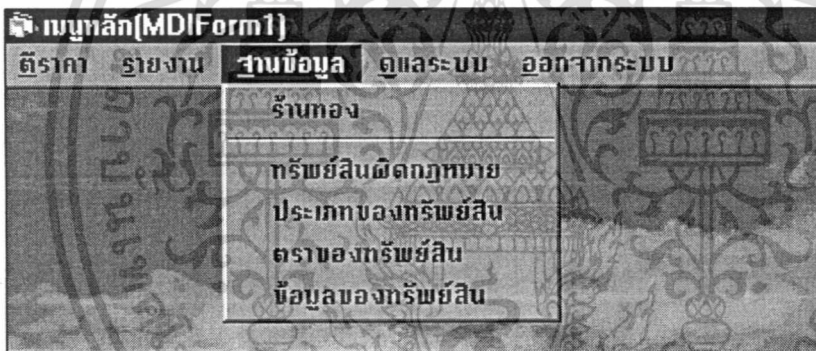 เมนูหลัก(MDIForm1)
ตีราคา รายงาน ฐานข้อมูล ดูแลระบบ ออกจากระบบ
ร้านทอง
ทรัพย์สินผิดกฎหมาย
ประเภทของทรัพย์สิน
ตราของทรัพย์สิน
ข้อมูลของทรัพย์สิน